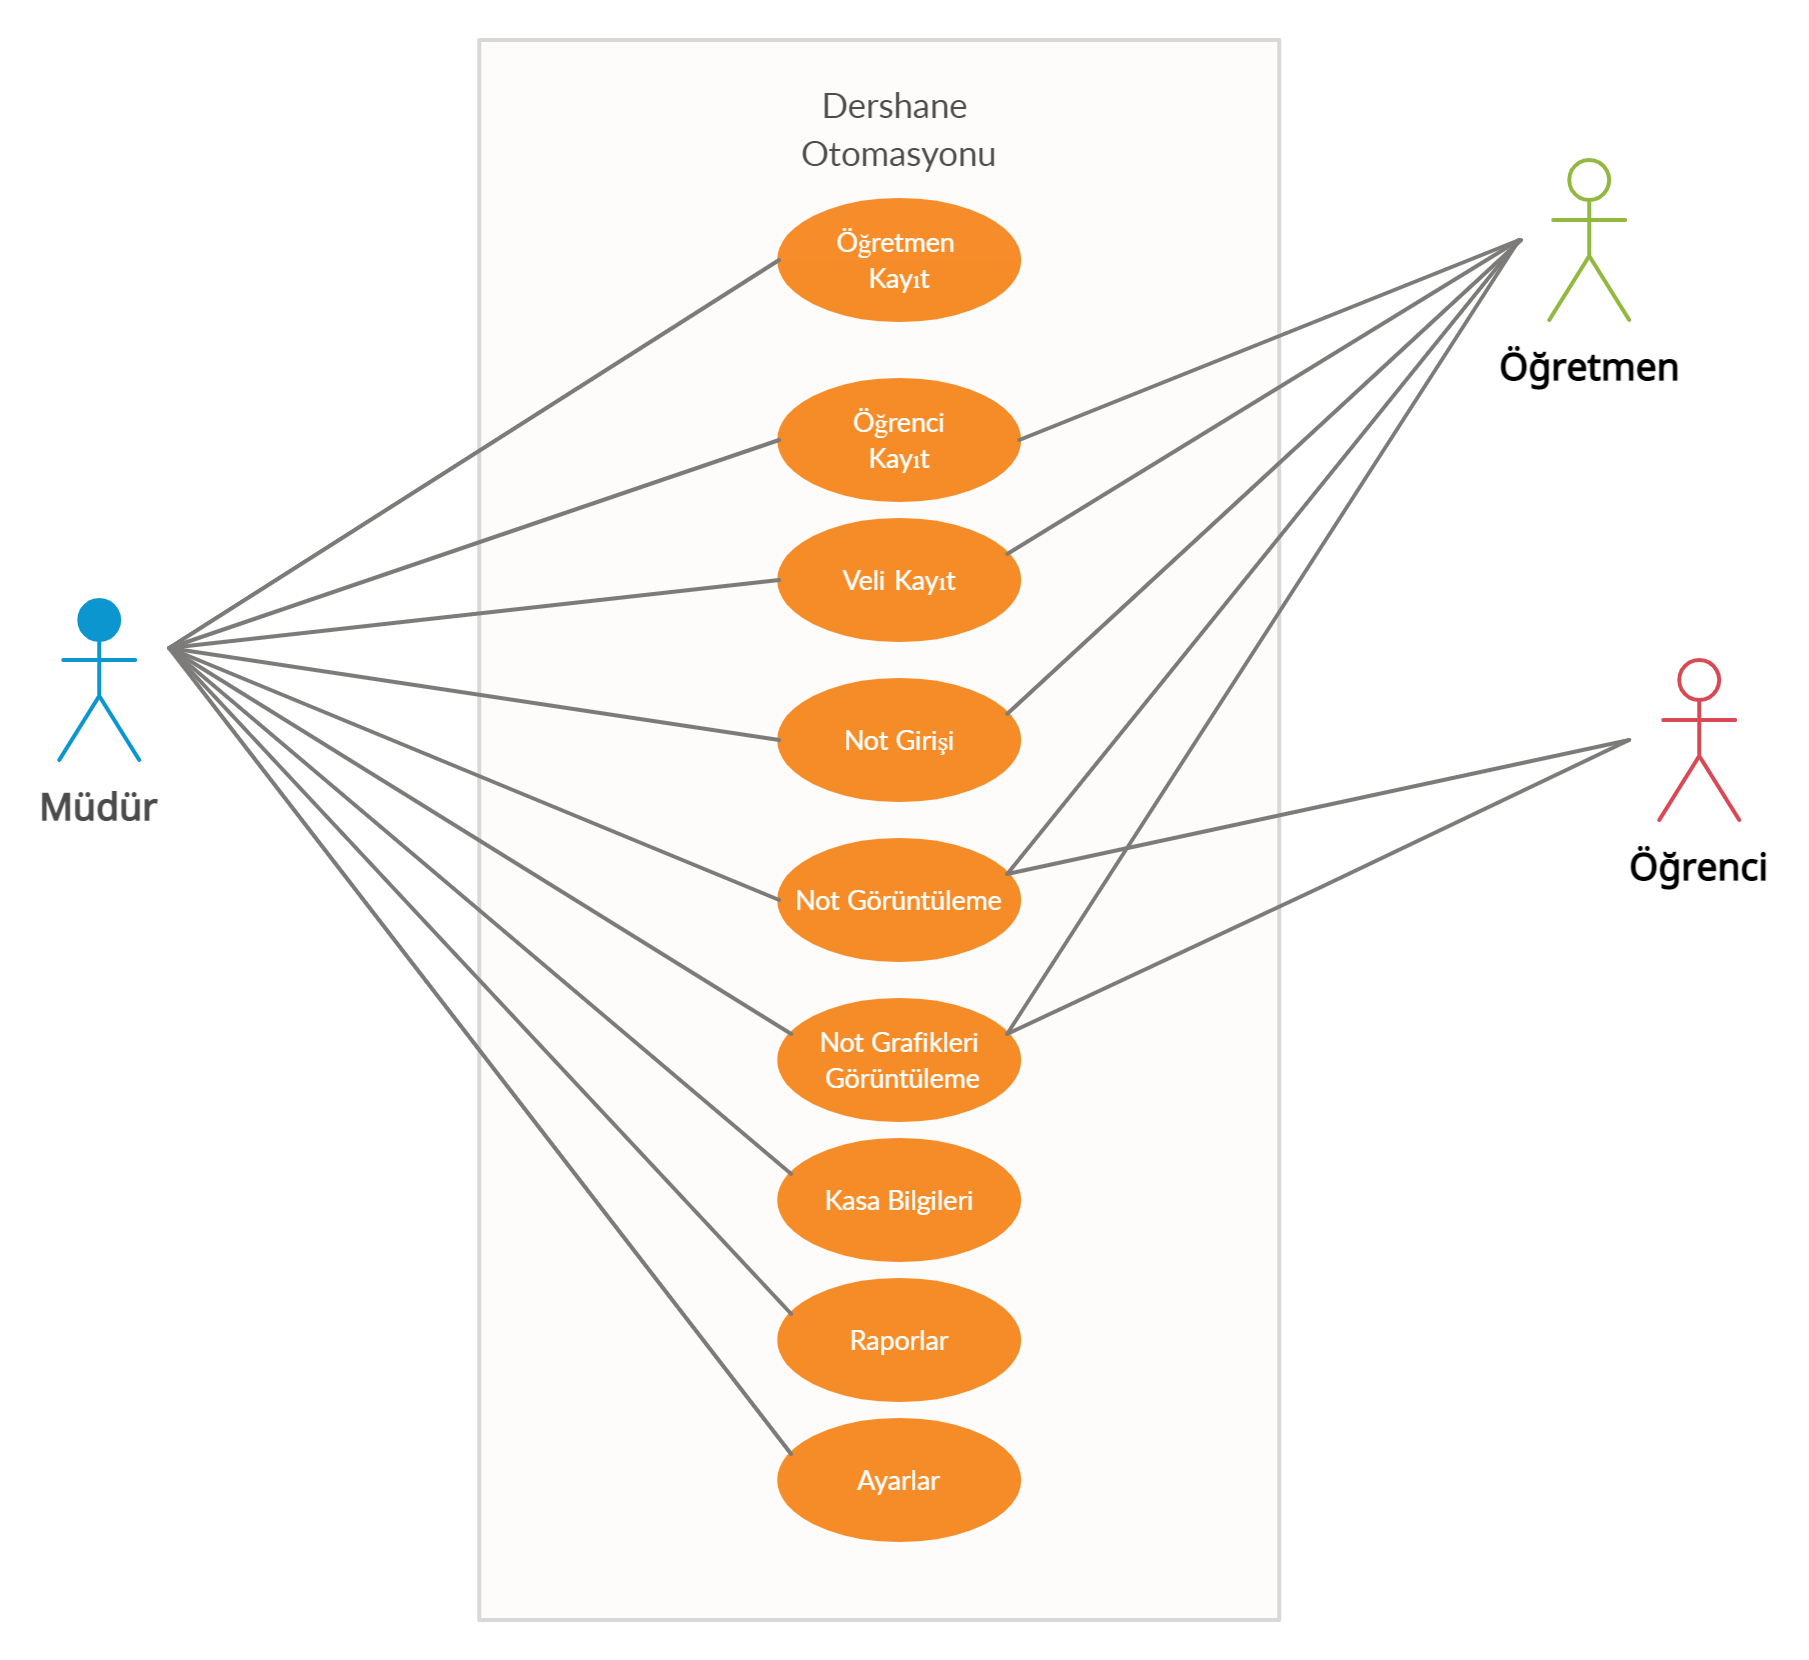 Dershane
Otomasyonu
Öğretmen
Kayıt
Öğretmen
Öğrenci
Kayıt
Veli Kayıt
Müdür
Not Girişi
Öğrenci
Not Görüntüleme
Not Grafikleri
Görüntüleme
Kasa Bilgileri
Raporlar
Ayarlar